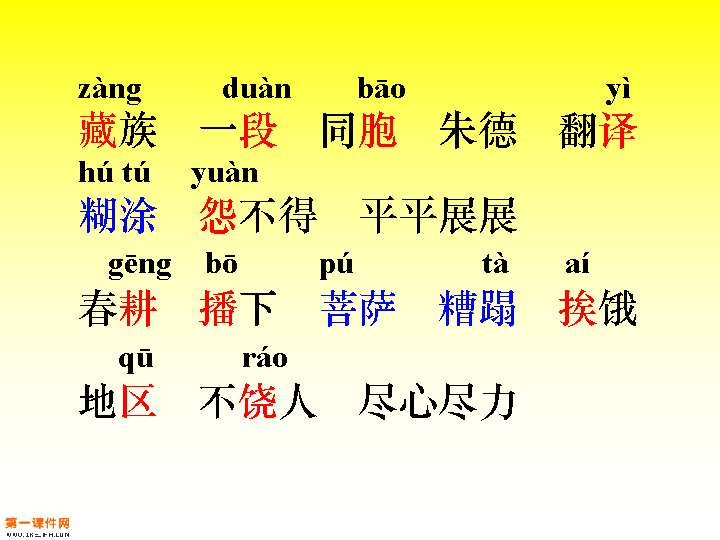 zàng duàn bāo yì
藏族 一段 同胞 朱德 翻译
hú tú yuàn
糊涂 怨不得 平平展展
gēng bō pú tà aí
春耕 播下 菩萨 糟蹋 挨饿
qū ráo
地区 不饶人 尽心尽力
第一课件网